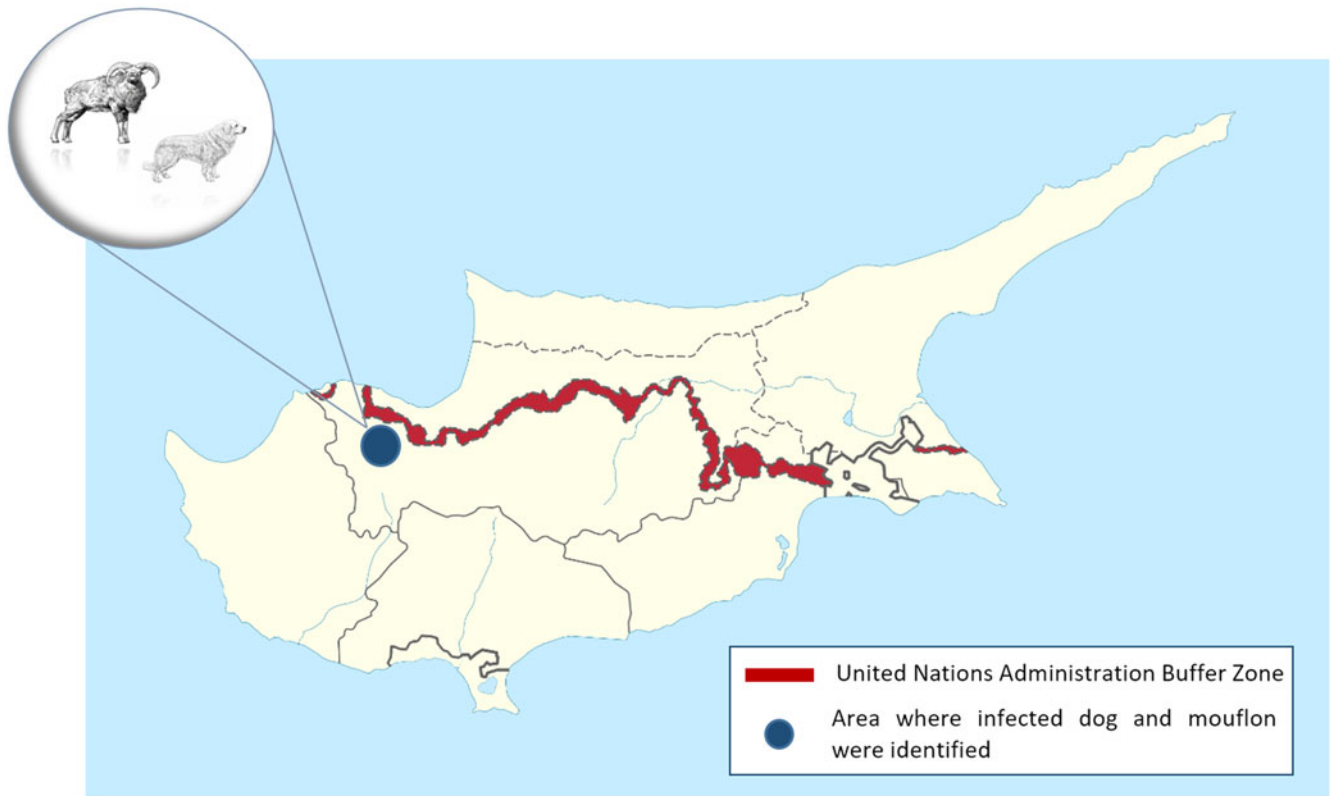 United Nations Administration Buffer Zone
Area where infected dog and mouflon
were identified